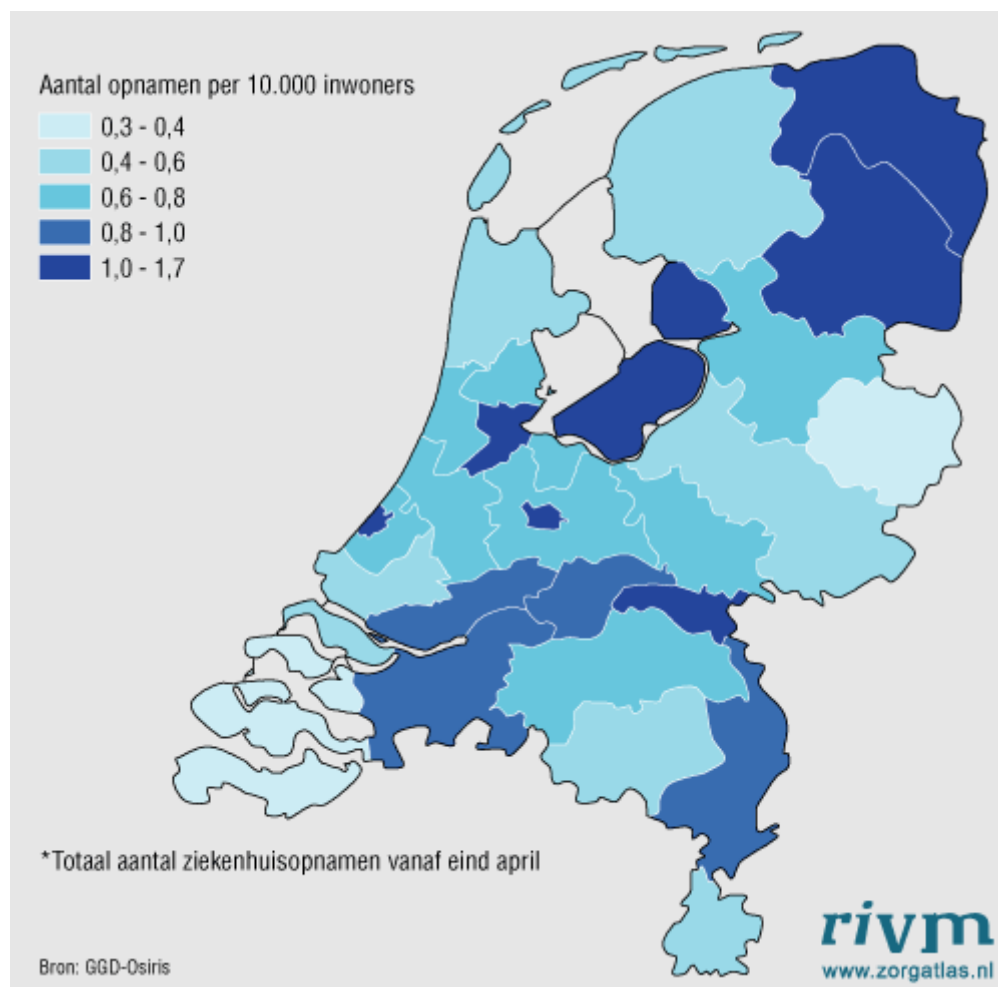 Aantal opnamen per 10.000 inwoners
0,3 - 0,4
0,4 - 0,6
0,6 - 0,8
0,8 - 1,0
1,0 - 1,7
*Totaal aantal ziekenhuisopnamen vanaf eind april
rivm
www.zorgatlas.nl
Bron: GGD-Osiris